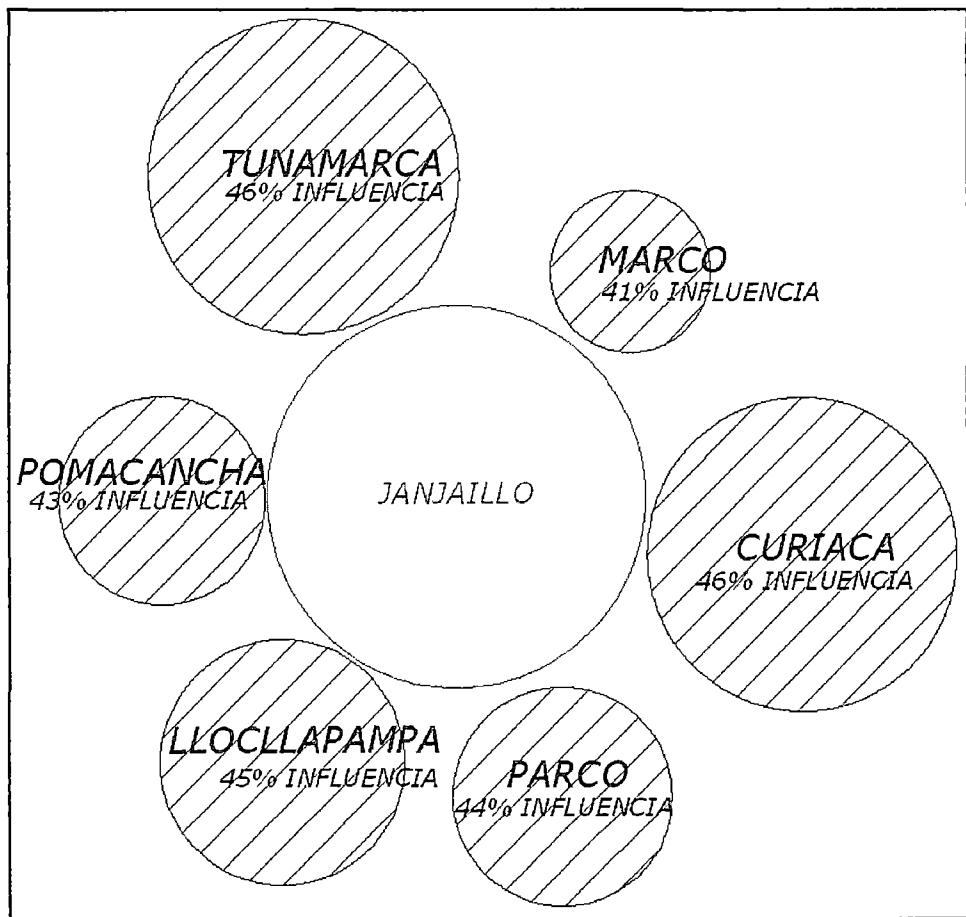 TUNAMARCA
46% INFLUENCIA
MARCO
41% INFLUENCIA
POMACANCHA
43% INFLUENCIA
JANJAILLO
CURIACA
46% INFLUENCIA
LLOCLLAPAMPA
45% INFLUENCIA
PARCO
44% INFLUENCIA